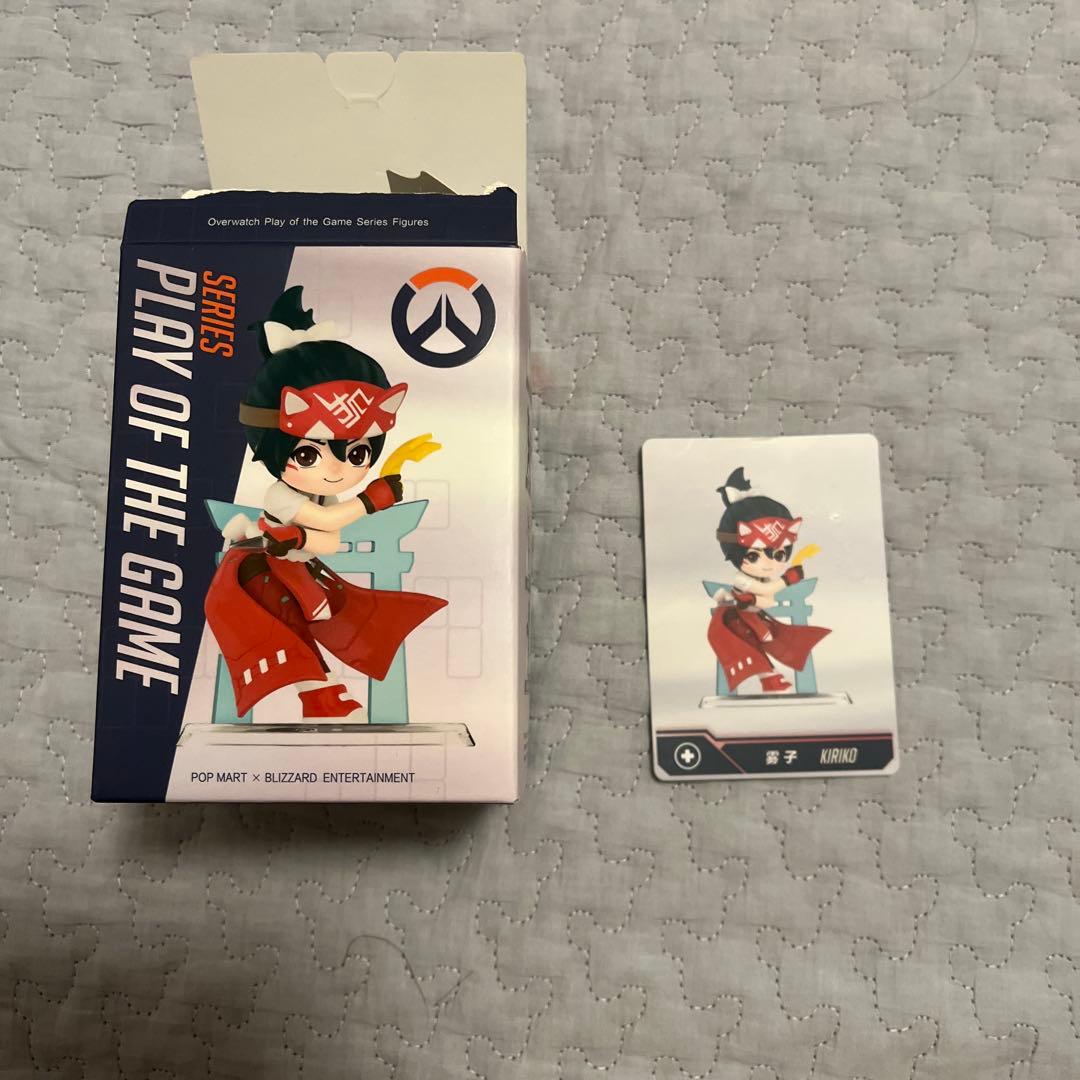 Overwatch Play of the Game Series Figures
SERIES
PLAY OF THE GAME
POP MART × BLIZZARD ENTERTAINMENT
雾子 KIRIKO